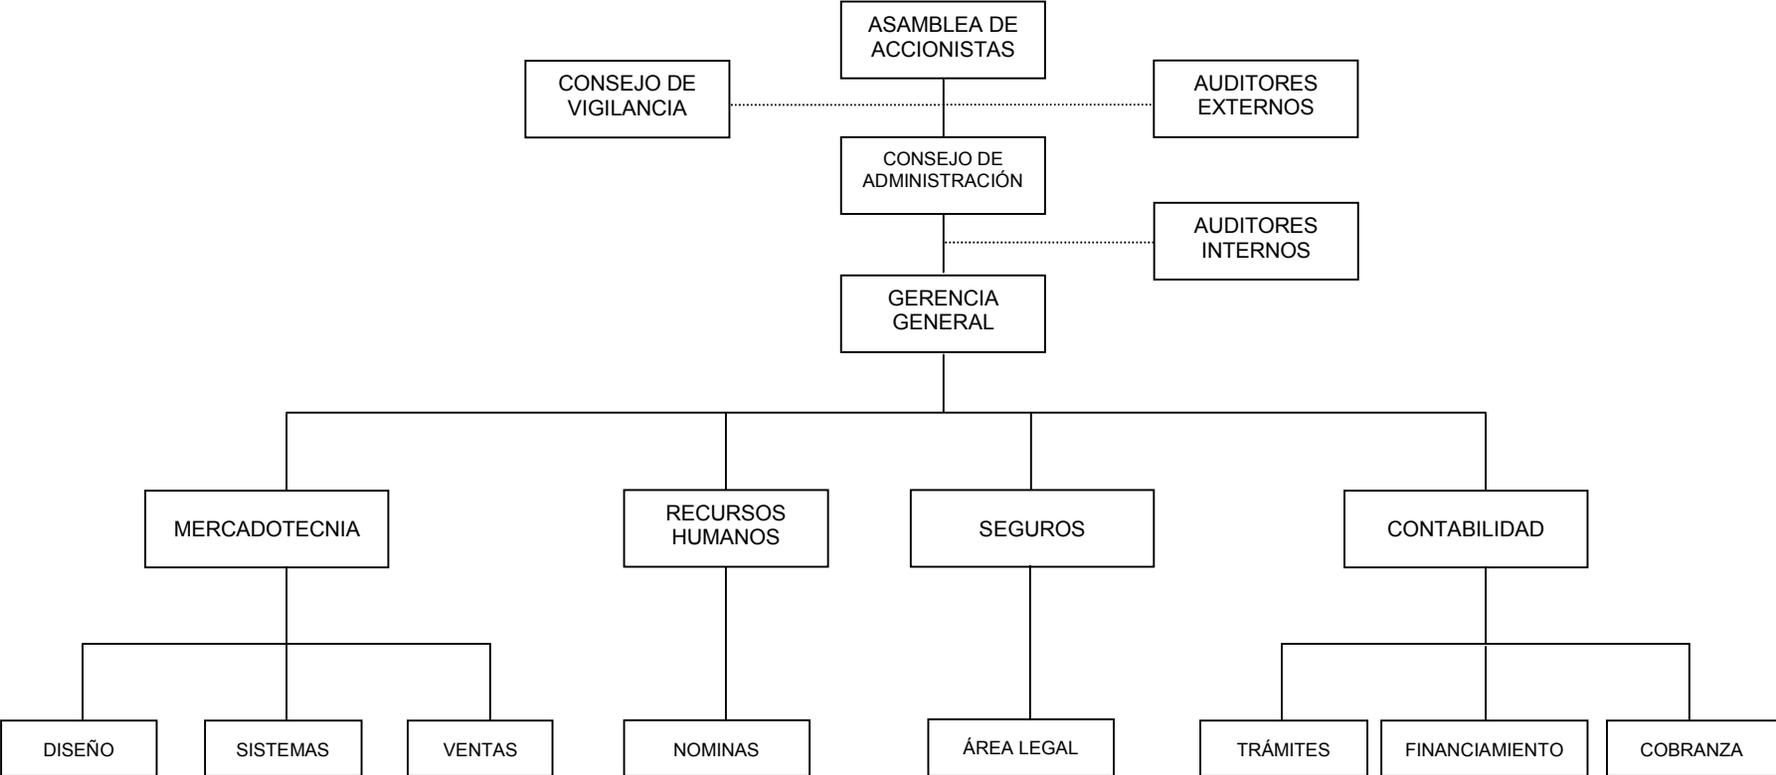 ASAMBLEA DE
ACCIONISTAS
CONSEJO DE
VIGILANCIA
AUDITORES
EXTERNOS
CONSEJO DE
ADMINISTRACIÓN
AUDITORES
INTERNOS
GERENCIA
GENERAL
MERCADOTECNIA
RECURSOS
HUMANOS
SEGUROS
CONTABILIDAD
DISEÑO
SISTEMAS
VENTAS
NOMINAS
ÁREA LEGAL
TRÁMITES
FINANCIAMIENTO
COBRANZA